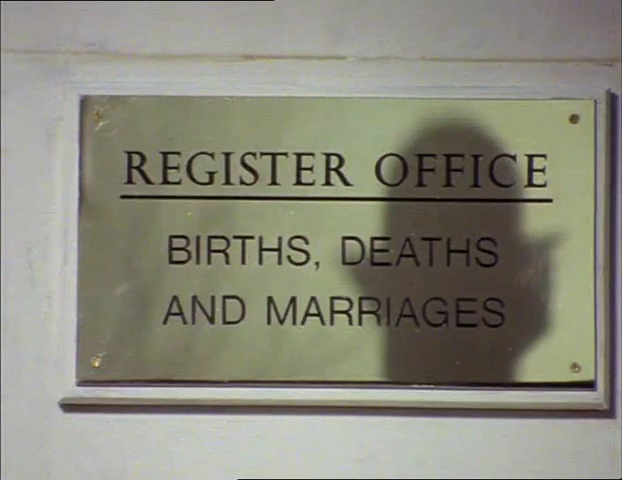 REGISTER OFFICE
BIRTHS, DEATHS
AND MARRIAGES